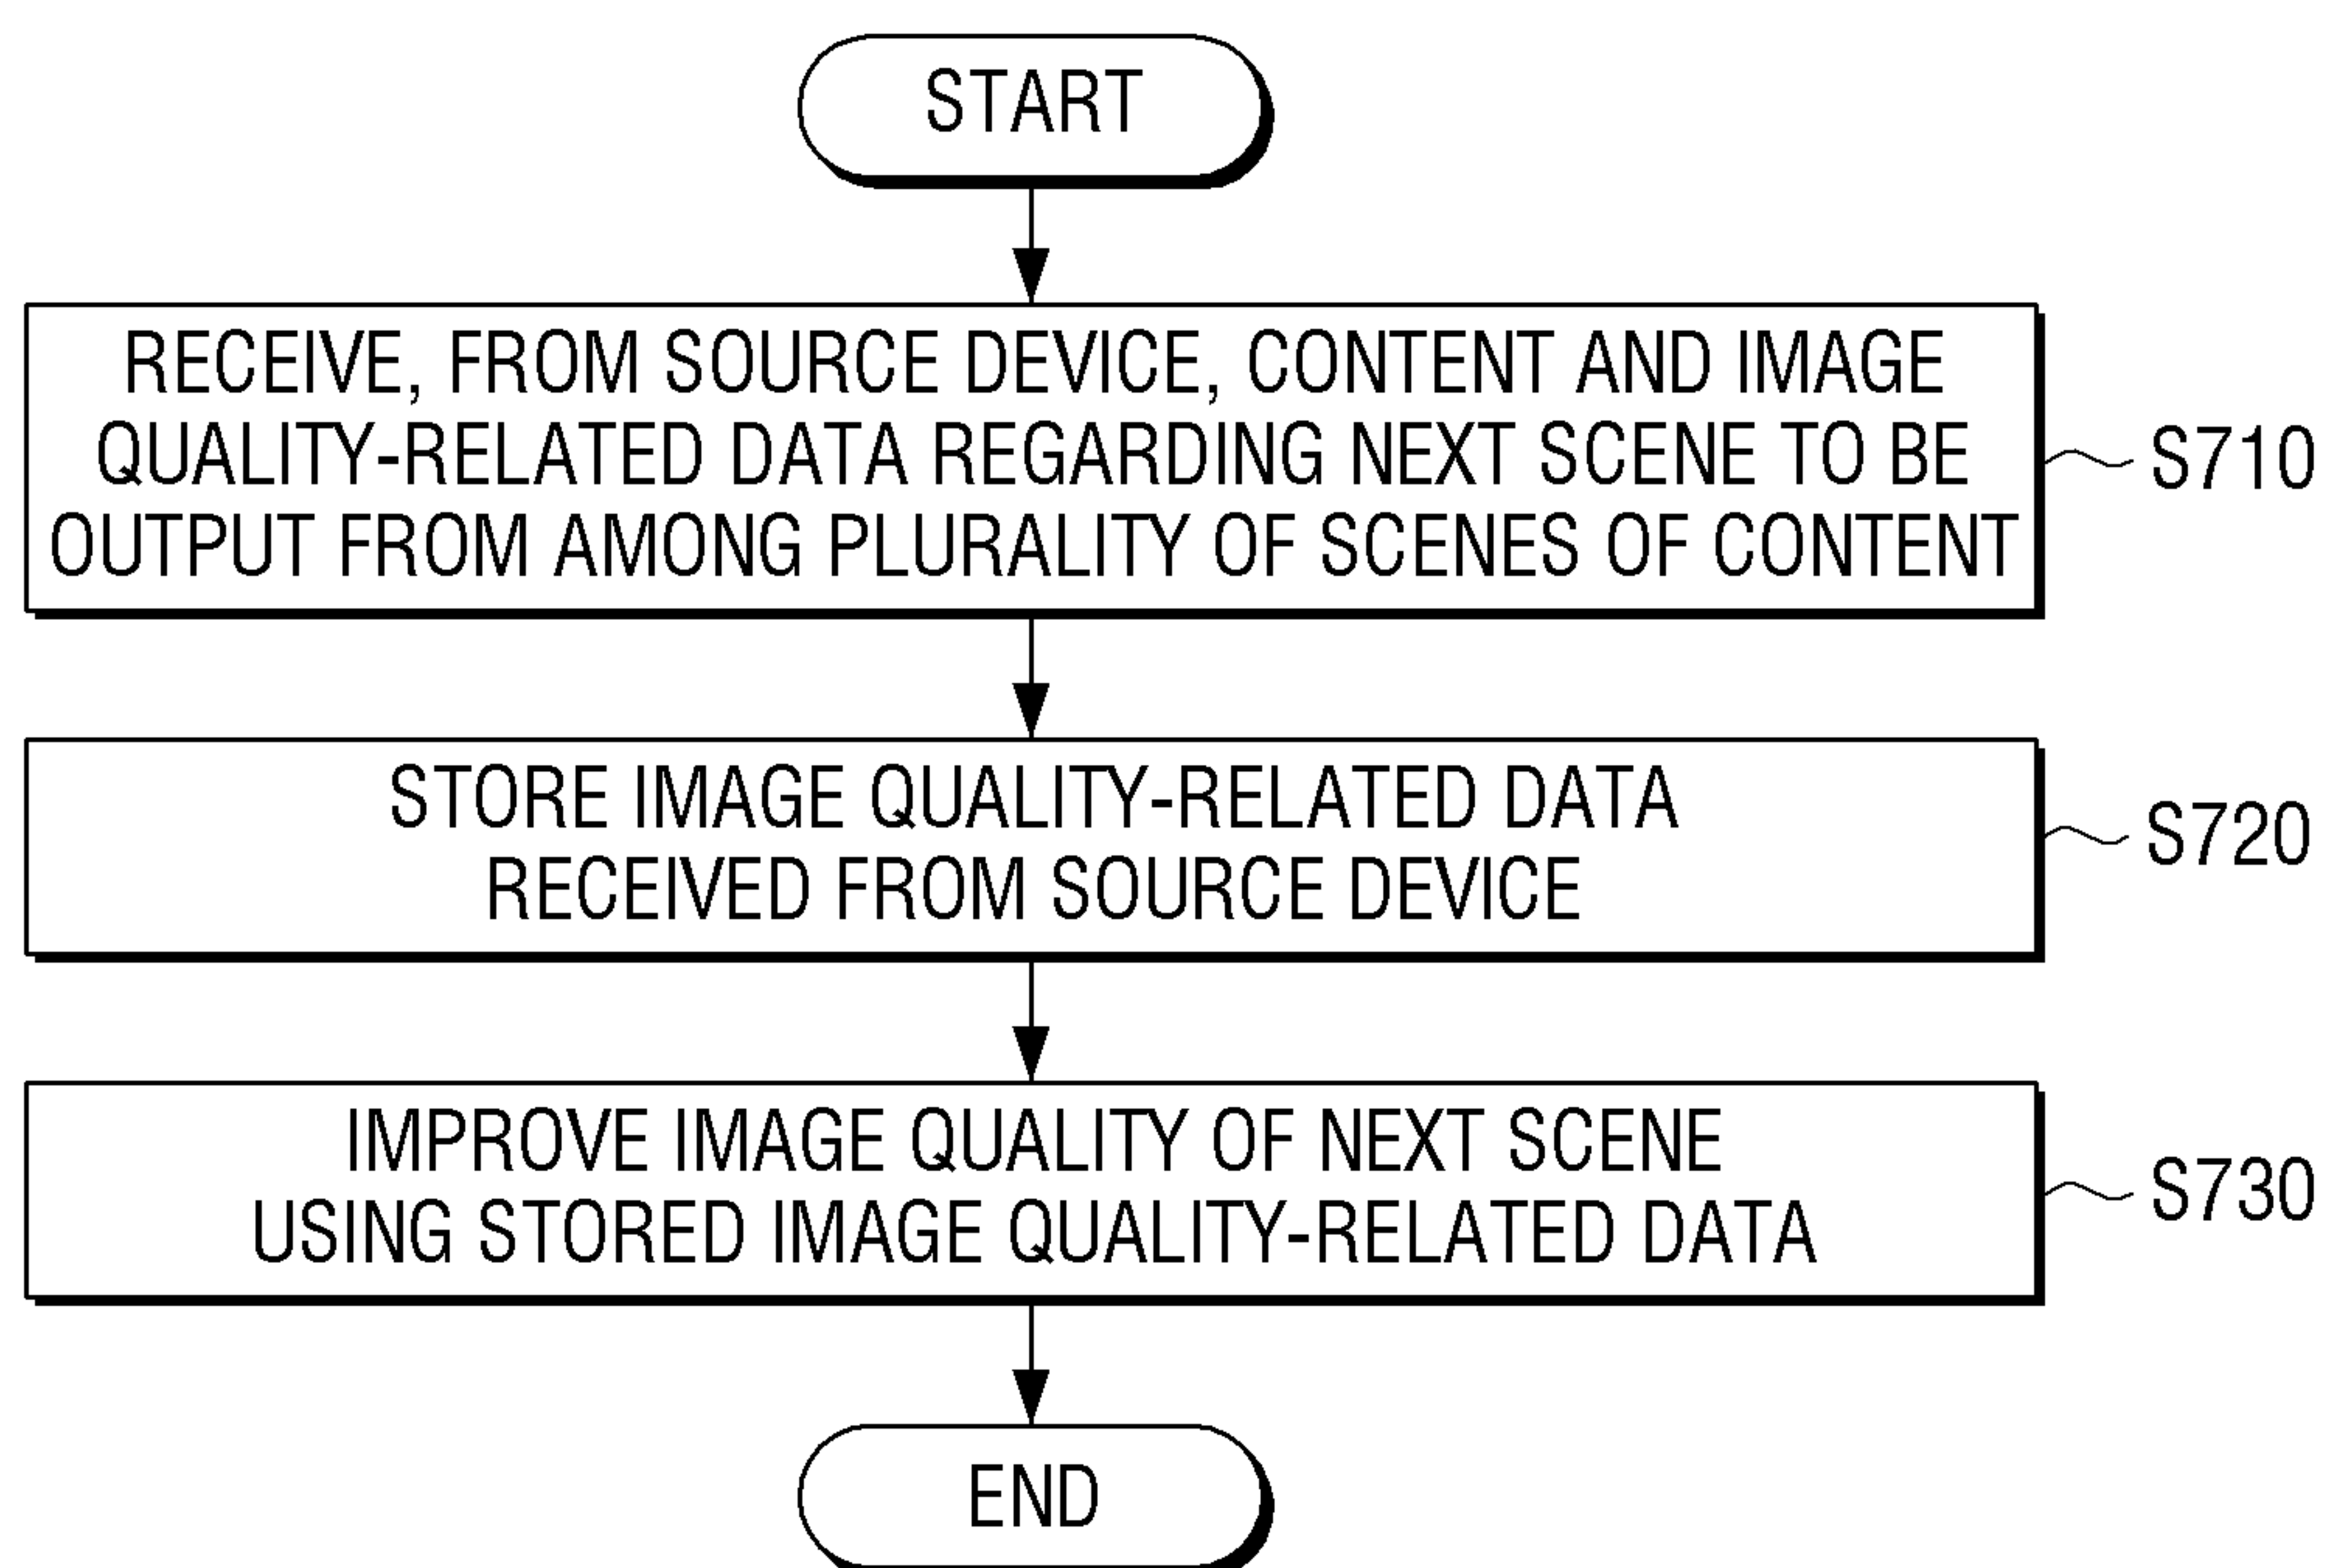 START
RECEIVE, FROM SOURCE DEVICE, CONTENT AND IMAGE
QUALITY-RELATED DATA REGARDING NEXT SCENE TO BE
OUTPUT FROM AMONG PLURALITY OF SCENES OF CONTENT
S710
STORE IMAGE QUALITY-RELATED DATA
RECEIVED FROM SOURCE DEVICE
S720
IMPROVE IMAGE QUALITY OF NEXT SCENE
USING STORED IMAGE QUALITY-RELATED DATA
S730
END